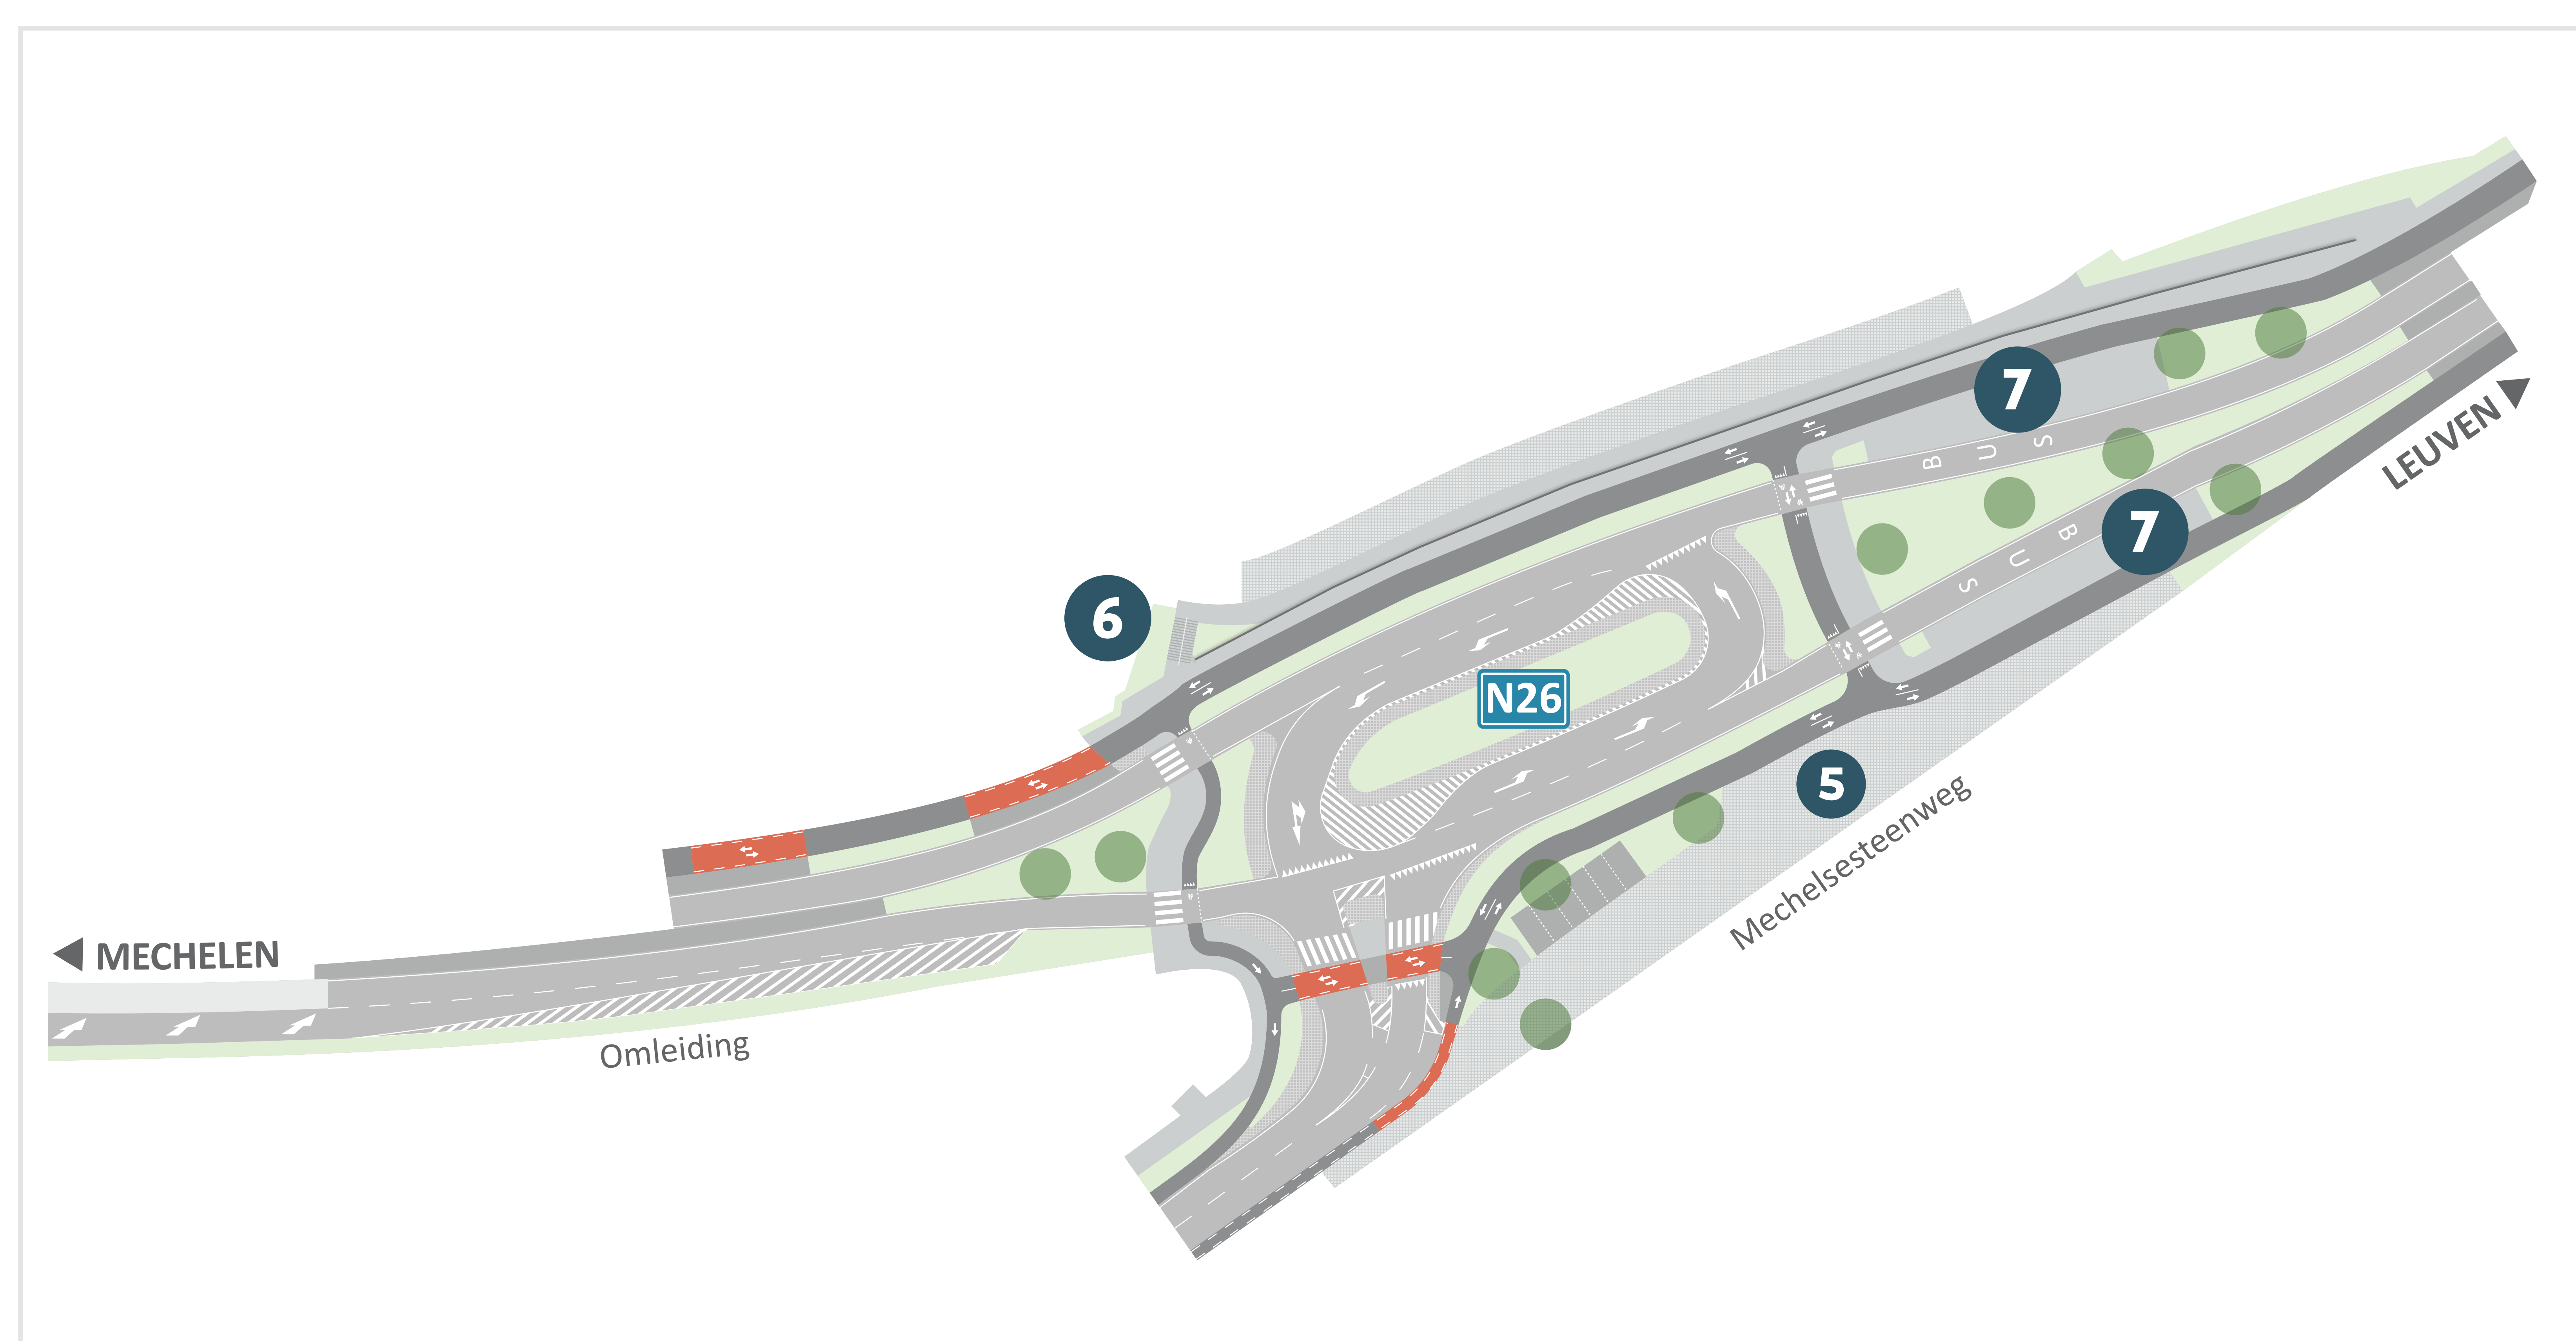 7
BUS
LEUVEN
7
BUS
6
N26
5
Mechelsesteenweg
MECHELEN
Omleiding